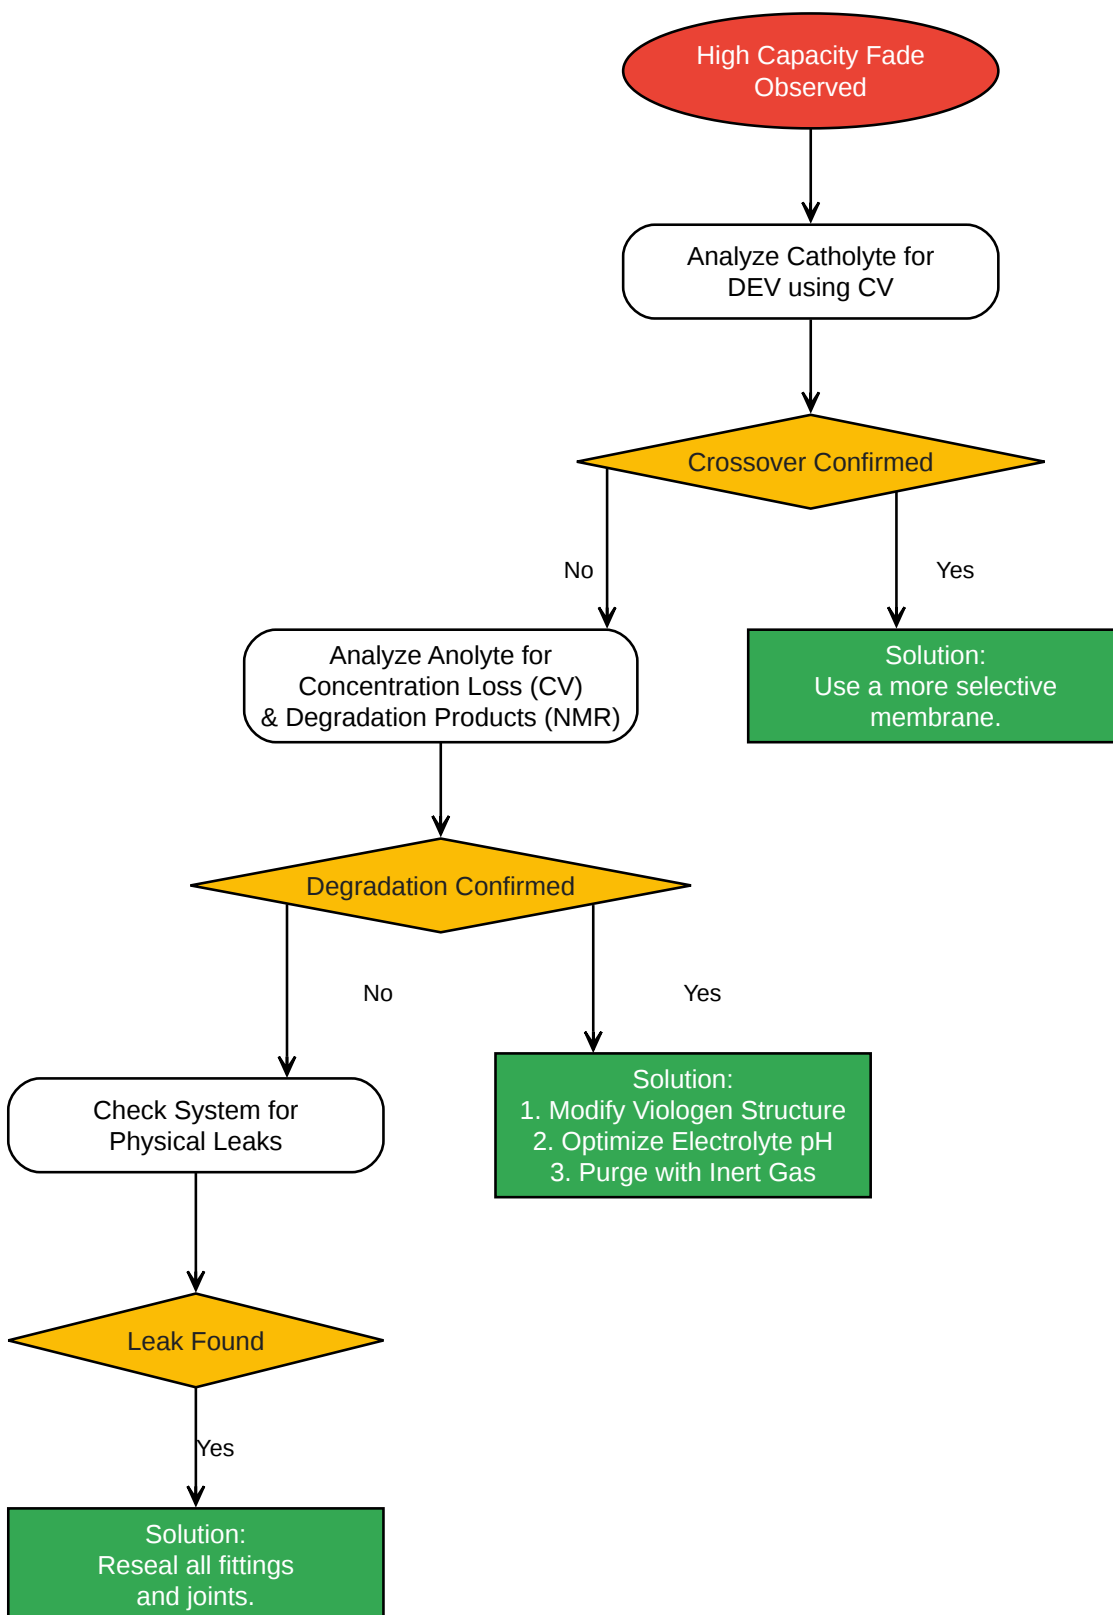 High Capacity Fade
Observed
Analyze Catholyte for
DEV using CV
Crossover Confirmed
No
Yes
Analyze Anolyte for
Concentration Loss (CV)
& Degradation Products (NMR)
Solution:
Use a more selective
membrane.
Degradation Confirmed
No
Yes
Check System for
Physical Leaks
Solution:
1. Modify Viologen Structure
2. Optimize Electrolyte pH
3. Purge with Inert Gas
Leak Found
Yes
Solution:
Reseal all fittings
and joints.